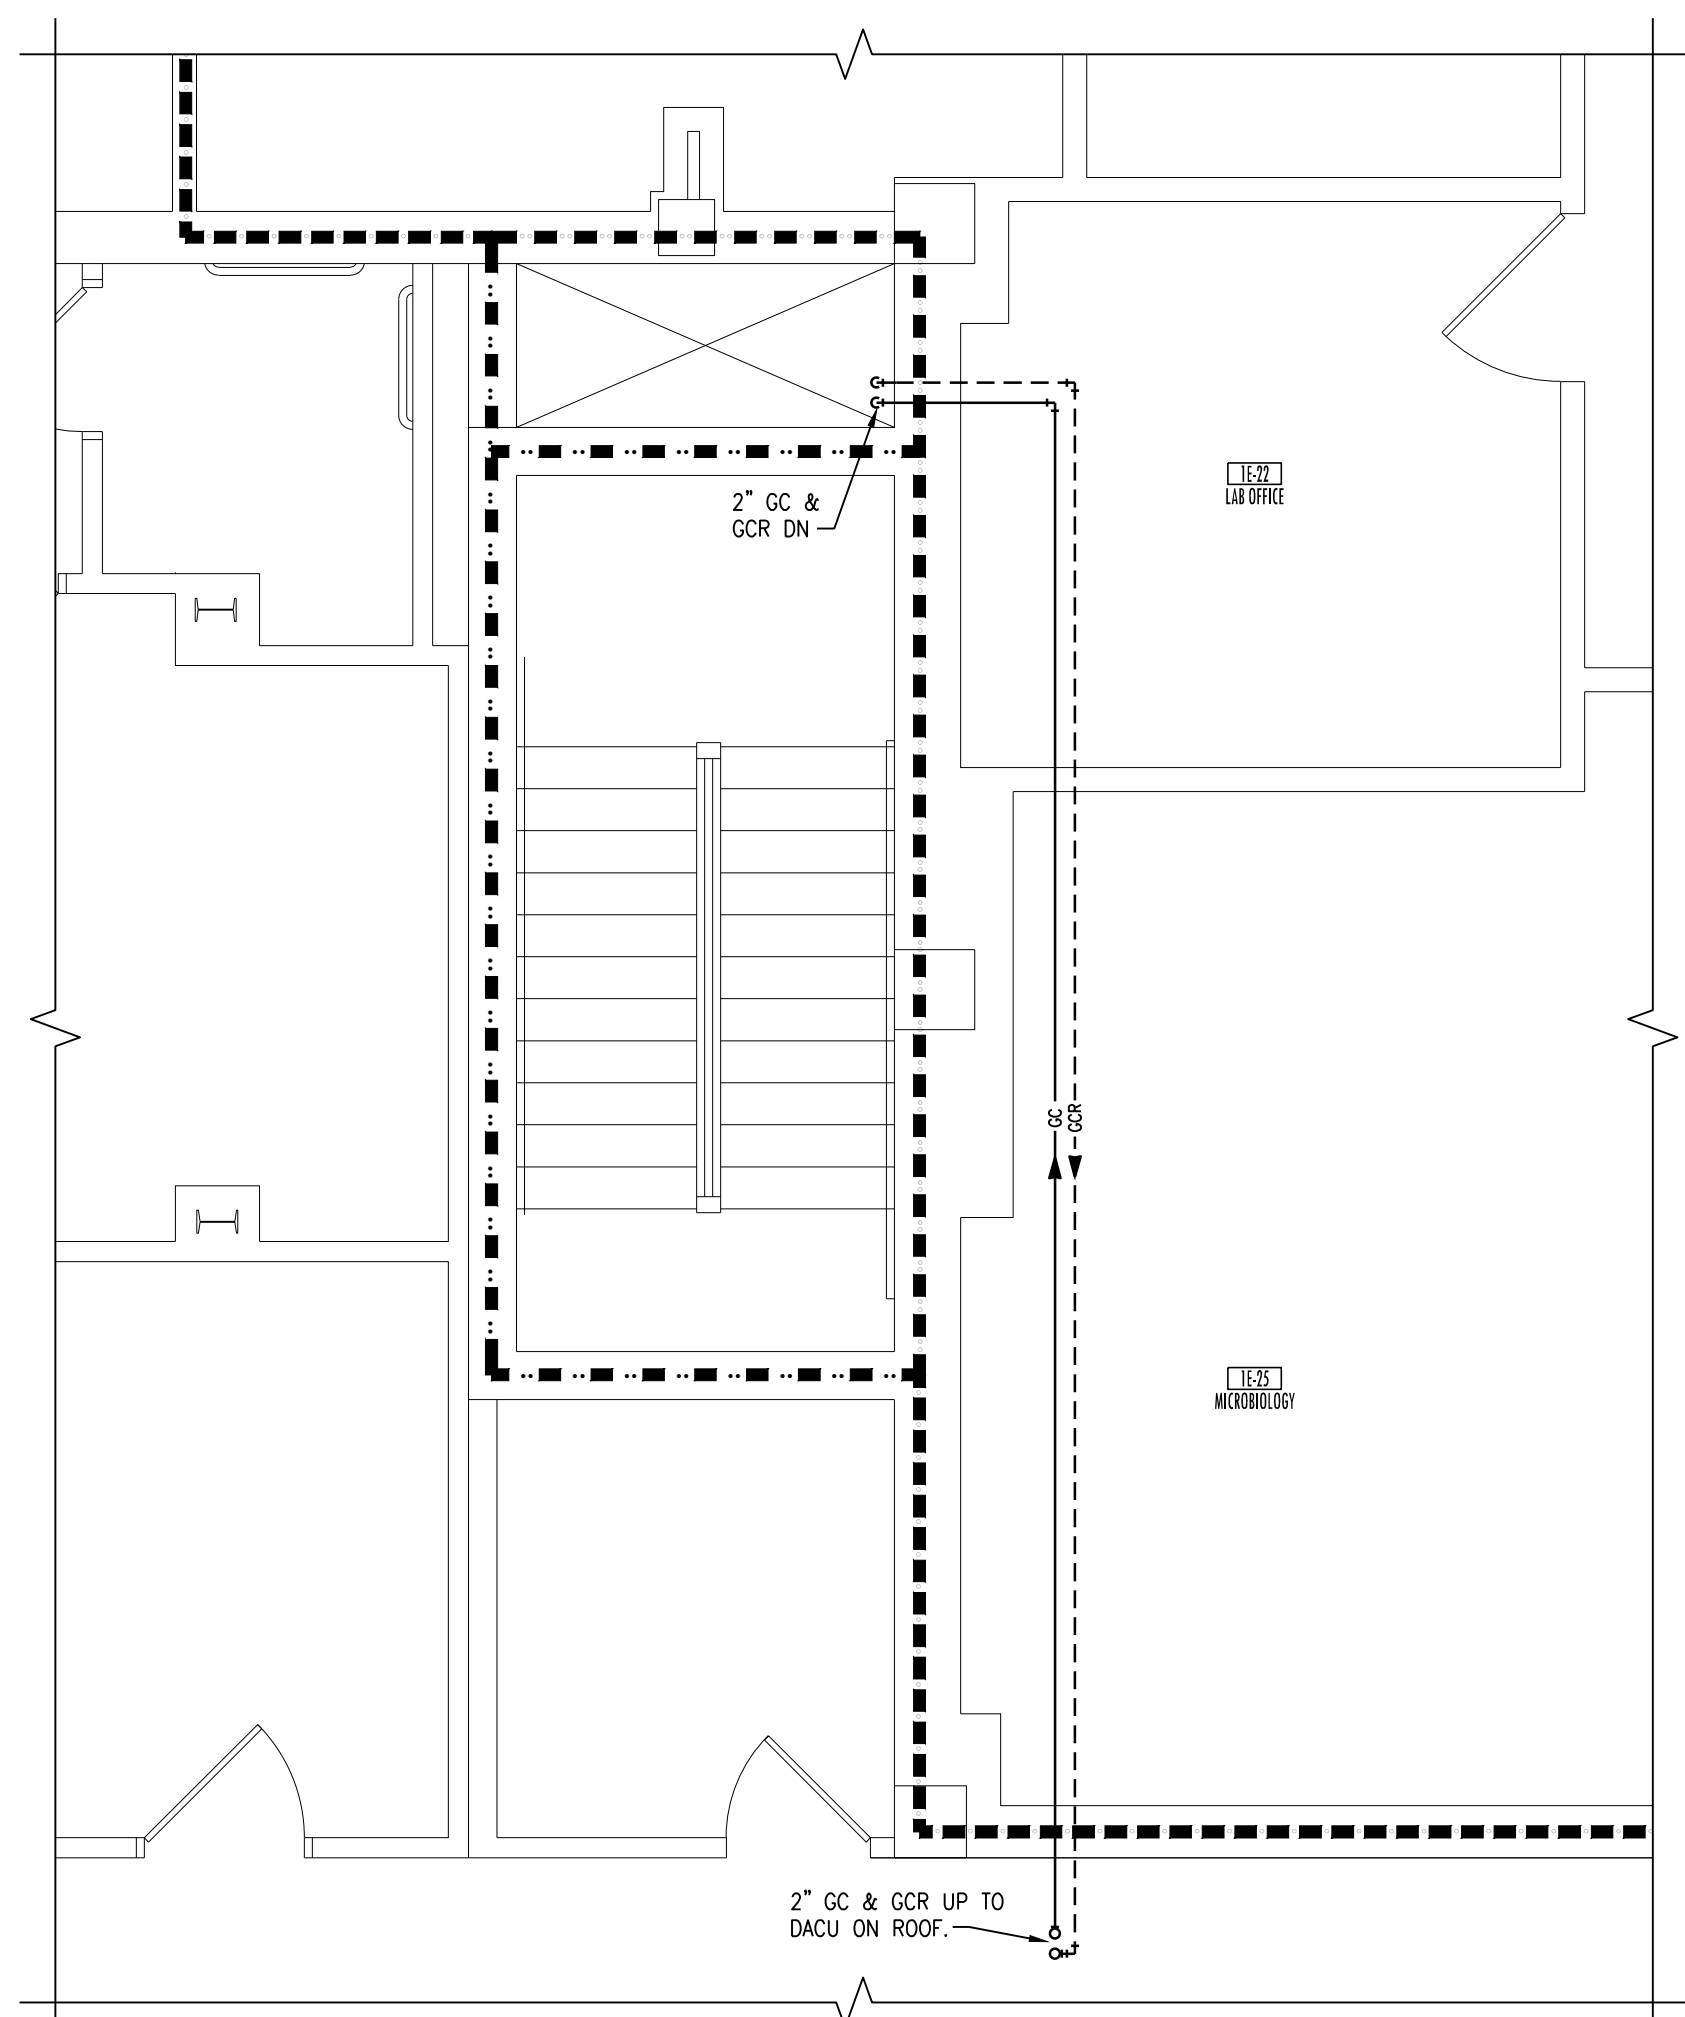 1E-22
LAB OFFICE
2" GC &
GCR DN
GC
GCR
1E-25
MICROBIOLOGY
2" GC & GCR UP TO
DACU ON ROOF.